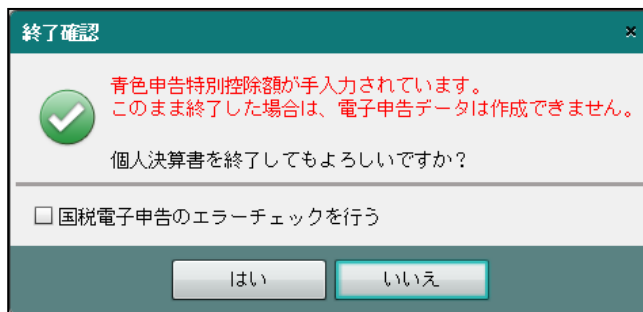 終了確認
×
青色申告特別控除額が手入力されています。
このまま終了した場合は、電子申告データは作成できません。
個人決算書を終了してもよろしいですか？
国税電子申告のエラーチェックを行う
はい
いいえ